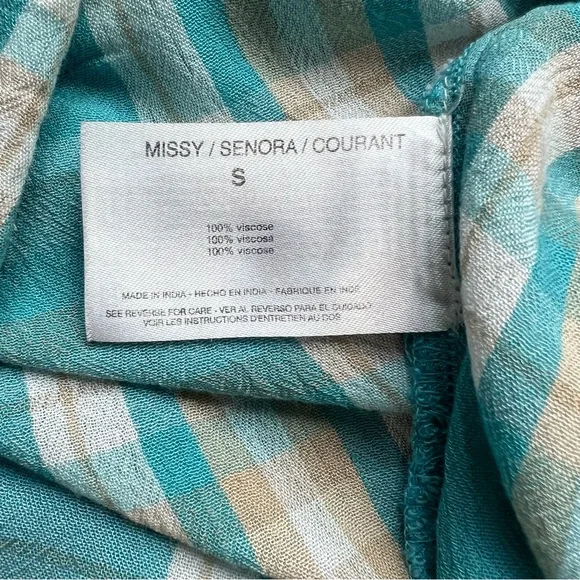 MISSY / SENORA / COURANT
S
100% viscose
100% viscosa
100% viscose
MADE IN INDIA - HECHO EN INDIA - FABRIQUE EN INDE
SEE REVERSE FOR CARE - VER AL REVERSO PARA EL CUIDADO
VOIR LES INSTRUCTIONS D'ENTRETIEN AU DOS